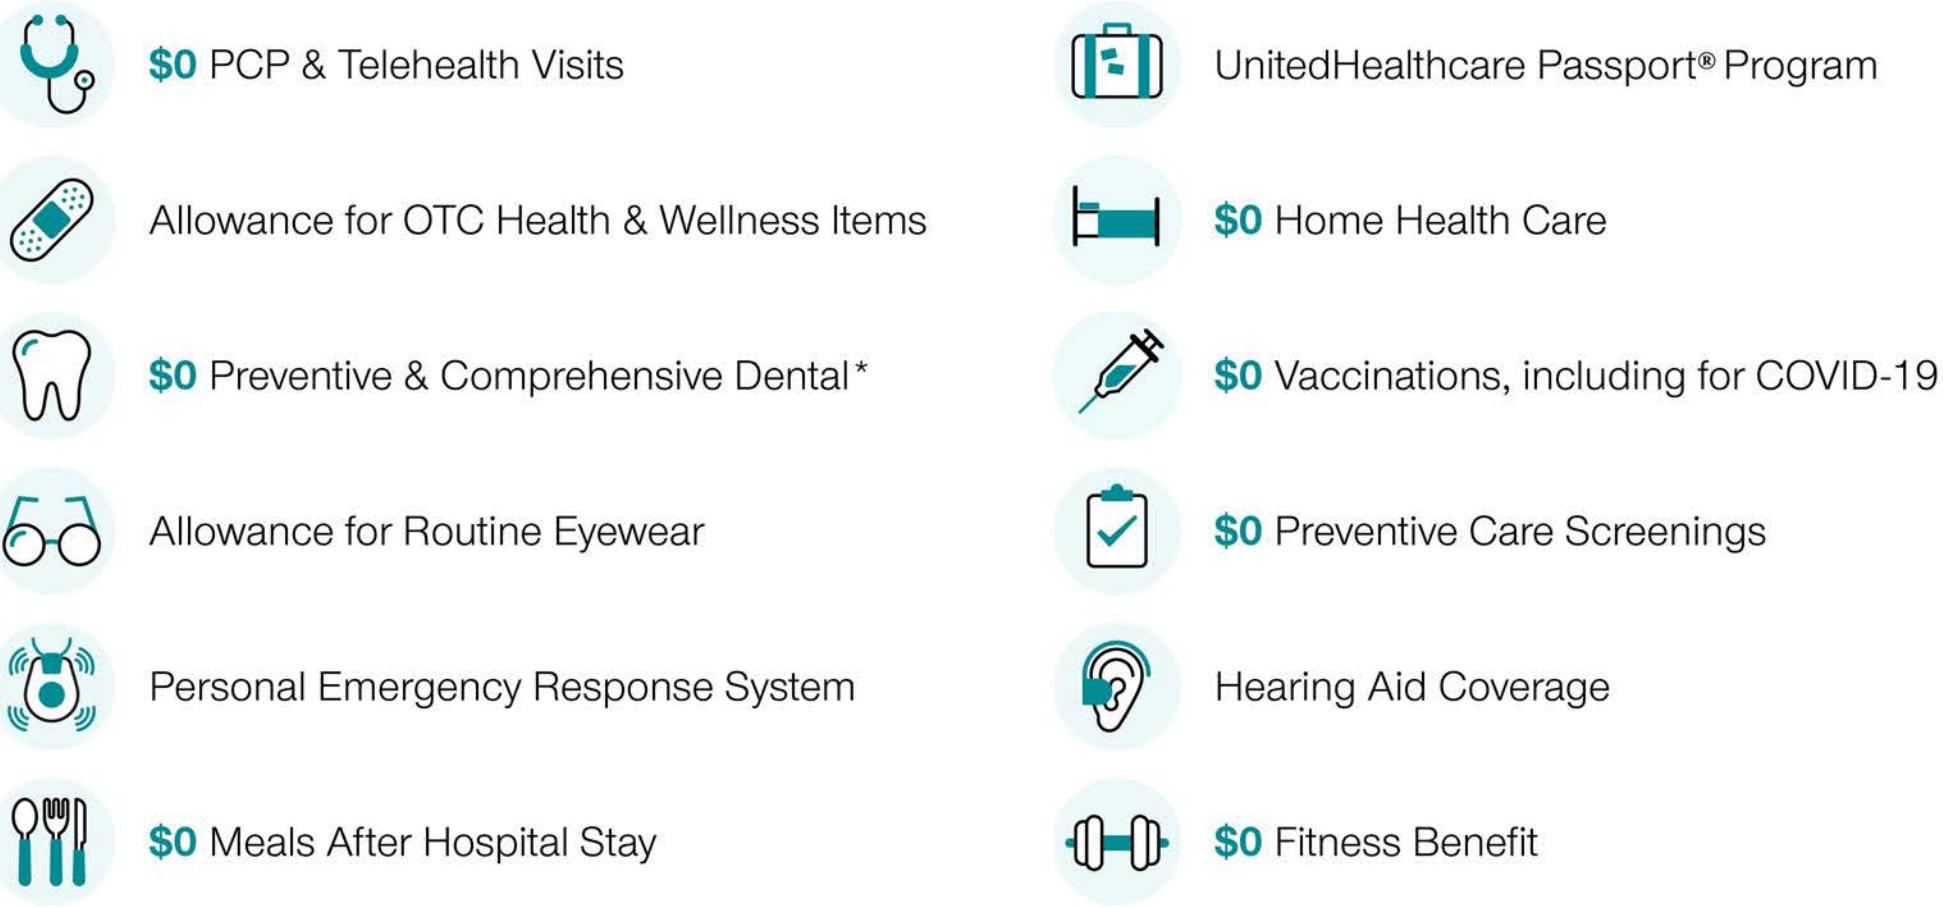 $0 PCP & Telehealth Visits
Allowance for OTC Health & Wellness Items
$0 Preventive & Comprehensive Dental*
Allowance for Routine Eyewear
Personal Emergency Response System
$0 Meals After Hospital Stay
UnitedHealthcare Passport® Program
$0 Home Health Care
$0 Vaccinations, including for COVID-19
$0 Preventive Care Screenings
Hearing Aid Coverage
$0 Fitness Benefit